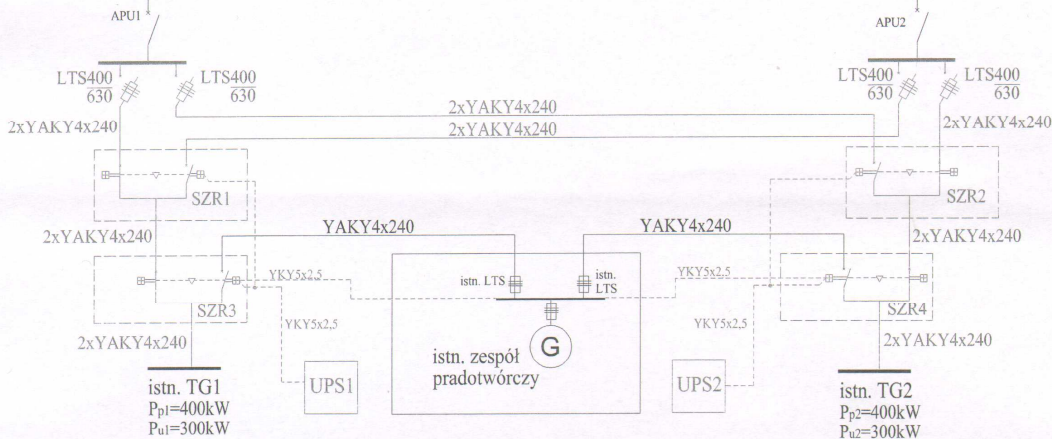 APU1
APU2
LTS400
630
LTS400
630
LTS400
630
LTS400
630
2xYAKY4x240
2xYAKY4x240
2xYAKY4x240
2xYAKY4x240
SZR1
SZR2
2xYAKY4x240
YAKY4x240
YAKY4x240
2xYAKY4x240
YKY5x2,5
istn. LTS
istn.
LTS
YKY5x2,5
SZR3
SZR4
YKY5x2,5
YKY5x2,5
2xYAKY4x240
2xYAKY4x240
G
istn. zespół
pradotwórczy
UPS1
UPS2
istn. TG1
Pp1=400kW
Pu1=300kW
istn. TG2
Pp2=400kW
Pu2=300kW